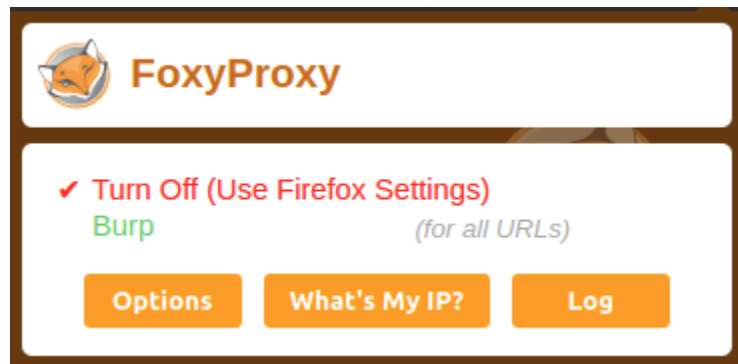 FoxyProxy
✔ Turn Off (Use Firefox Settings)
Burp (for all URLs)
Options What's My IP? Log